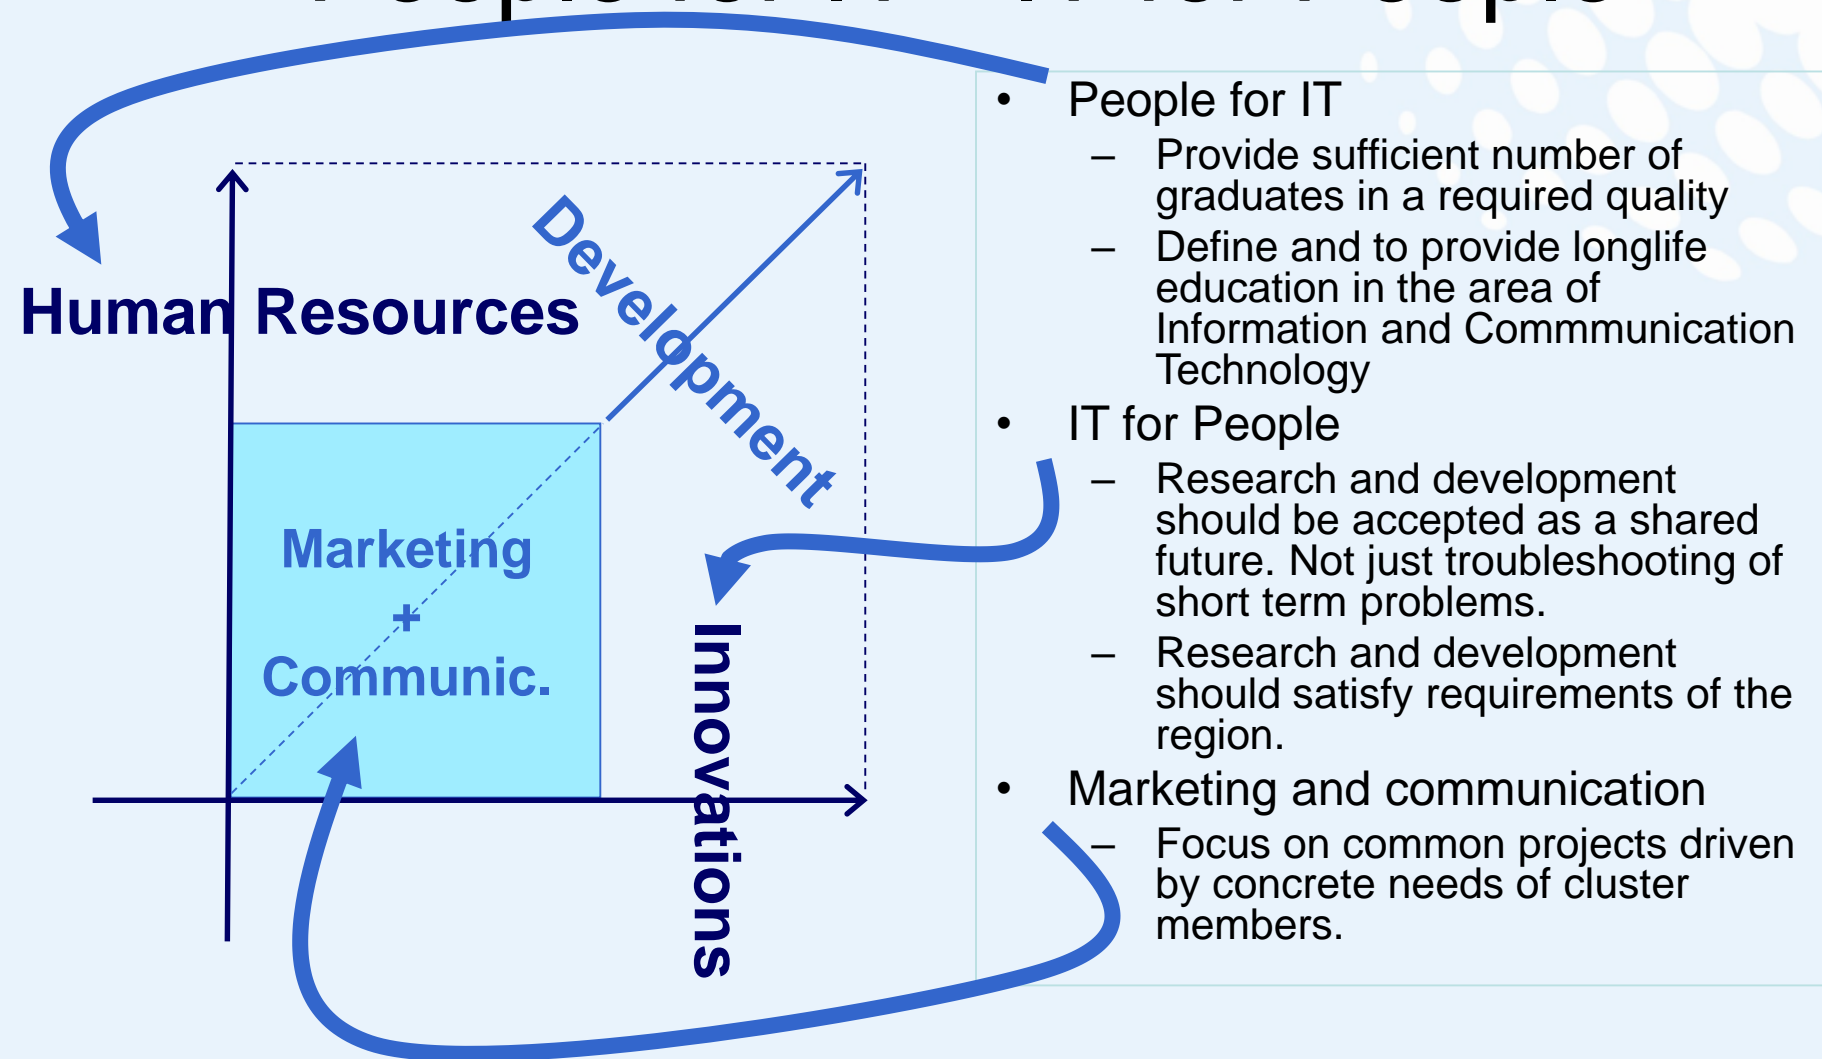 People for IT
– Provide sufficient number of
graduates in a required quality
– Define and to provide longlife
education in the area of
Information and Commmunication
Technology
• IT for People
– Research and development
should be accepted as a shared
future. Not just troubleshooting of
short term problems.
– Research and development
should satisfy requirements of the
region.
• Marketing and communication
– Focus on common projects driven
by concrete needs of cluster
members.
Human Resources
Development
Marketing
+
Communic.
Innovations